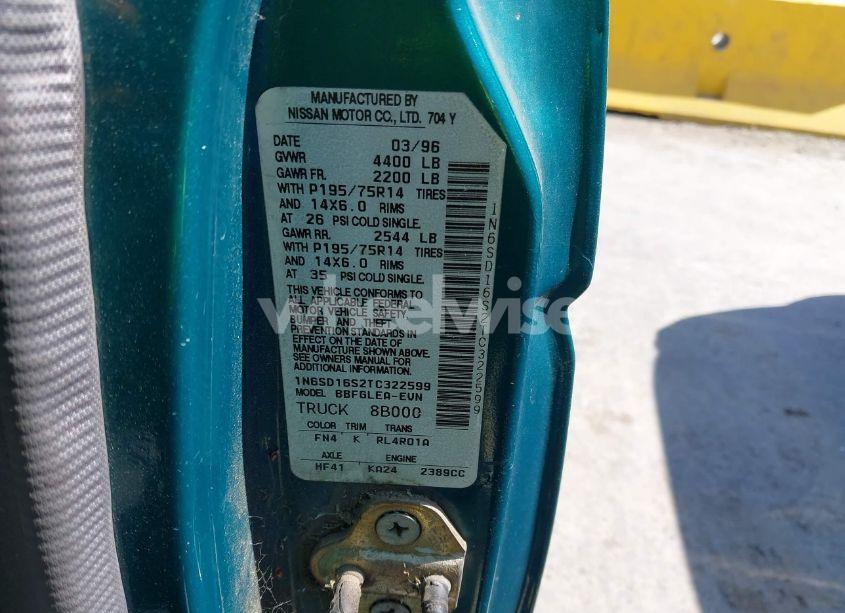 MANUFACTURED BY
NISSAN MOTOR CO., LTD. 704 Y
DATE 03/96
GVWR 4400 LB
GAWR FR. 2200 LB
WITH P195/75R14 TIRES
AND 14X6.0 RIMS
AT 26 PSI COLD SINGLE.
GAWR RR. 2544 LB
WITH P195/75R14 TIRES
AND 14X6.0 RIMS
AT 35 PSI COLD SINGLE.
THIS VEHICLE CONFORMS TO
ALL APPLICABLE FEDERAL
MOTOR VEHICLE SAFETY,
BUMPER AND THEFT
PREVENTION STANDARDS IN
EFFECT ON THE DATE OF
MANUFACTURE SHOWN ABOVE.
SEE OWNERS MANUAL FOR
ADDITIONAL INFORMATION.
1N6SD16S2TC322599
MODEL BBF6LEA-EVN
TRUCK 8B000
COLOR TRIM TRANS
FN4 K RL4R01A
AXLE ENGINE
HF41 KA24 2389CC
1N6SD16S2TC322599